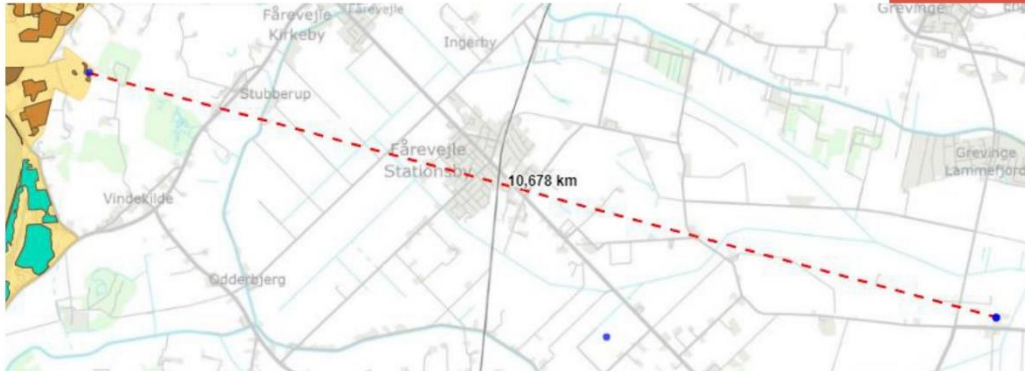 Fårevejle
Kirkeby
Fårevejle
Ingerby
Grevinge
Stubberup
Fårevejle
Stationsby
10,678 km
Grevinge
Lammefjord
Vindekilde
Odderbjerg